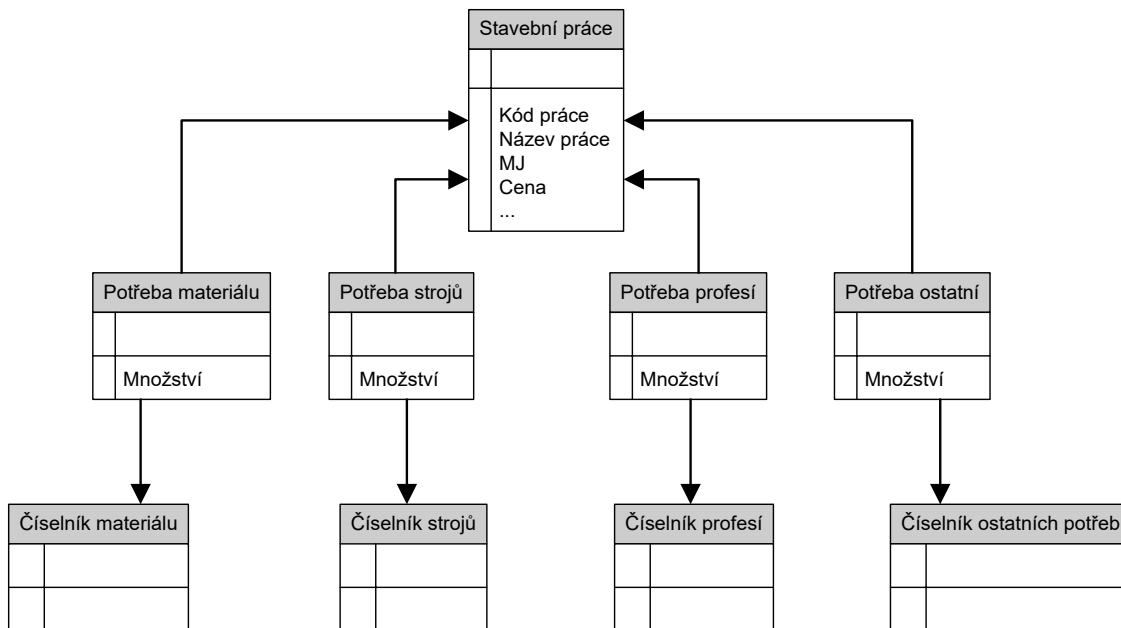 Stavební práce
Kód práce
Název práce
MJ
Cena
...
Potřeba materiálu
Potřeba strojů
Potřeba profesí
Potřeba ostatní
Množství
Množství
Množství
Množství
Číselník materiálu
Číselník strojů
Číselník profesí
Číselník ostatních potřeb